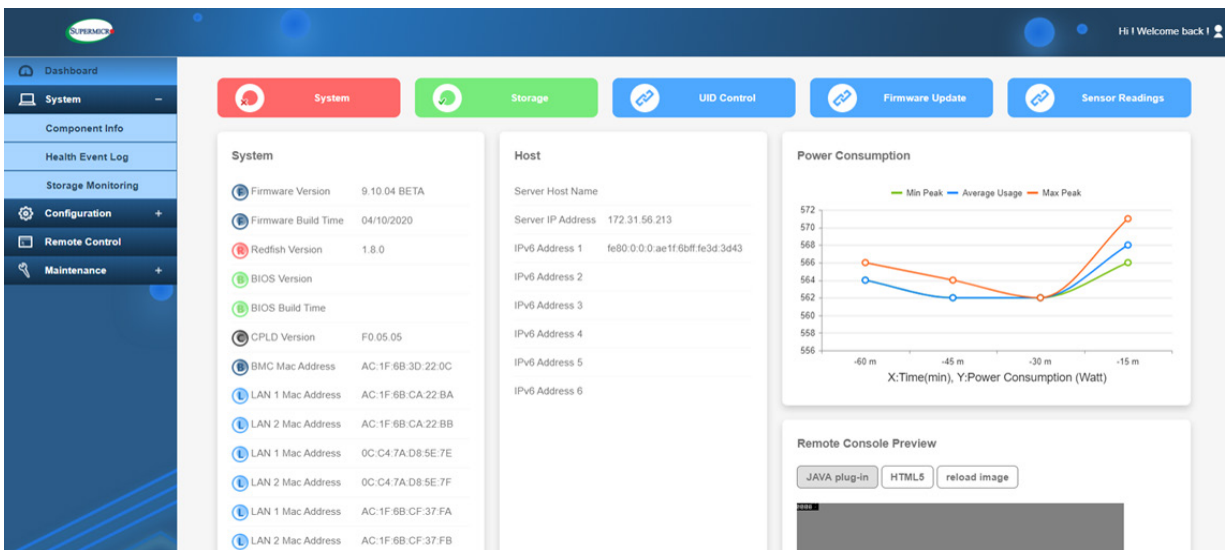 SUPERMICR
Hi ! Welcome back !
Dashboard
System
Component Info
Health Event Log
Storage Monitoring
Configuration
Remote Control
Maintenance
System
Storage
UID Control
Firmware Update
Sensor Readings
System
Firmware Version 9.10.04 BETA
Firmware Build Time 04/10/2020
Redfish Version 1.8.0
BIOS Version
BIOS Build Time
CPLD Version F0.05.05
BMC Mac Address AC:1F:6B:3D:22:0C
LAN 1 Mac Address AC:1F:6B:CA:22:BA
LAN 2 Mac Address AC:1F:6B:CA:22:BB
LAN 1 Mac Address 0C:C4:7A:D8:5E:7E
LAN 2 Mac Address 0C:C4:7A:D8:5E:7F
LAN 1 Mac Address AC:1F:6B:CF:37:FA
LAN 2 Mac Address AC:1F:6B:CF:37:FB
Host
Server Host Name
Server IP Address 172.31.56.213
IPv6 Address 1 fe80:0:0:0:ae1f:6bff:fe3d:3d43
IPv6 Address 2
IPv6 Address 3
IPv6 Address 4
IPv6 Address 5
IPv6 Address 6
Power Consumption
Min Peak Average Usage Max Peak
572
570
568
566
564
562
560
558
556
-60 m -45 m -30 m -15 m
X:Time(min), Y:Power Consumption (Watt)
Remote Console Preview
JAVA plug-in HTML5 reload image